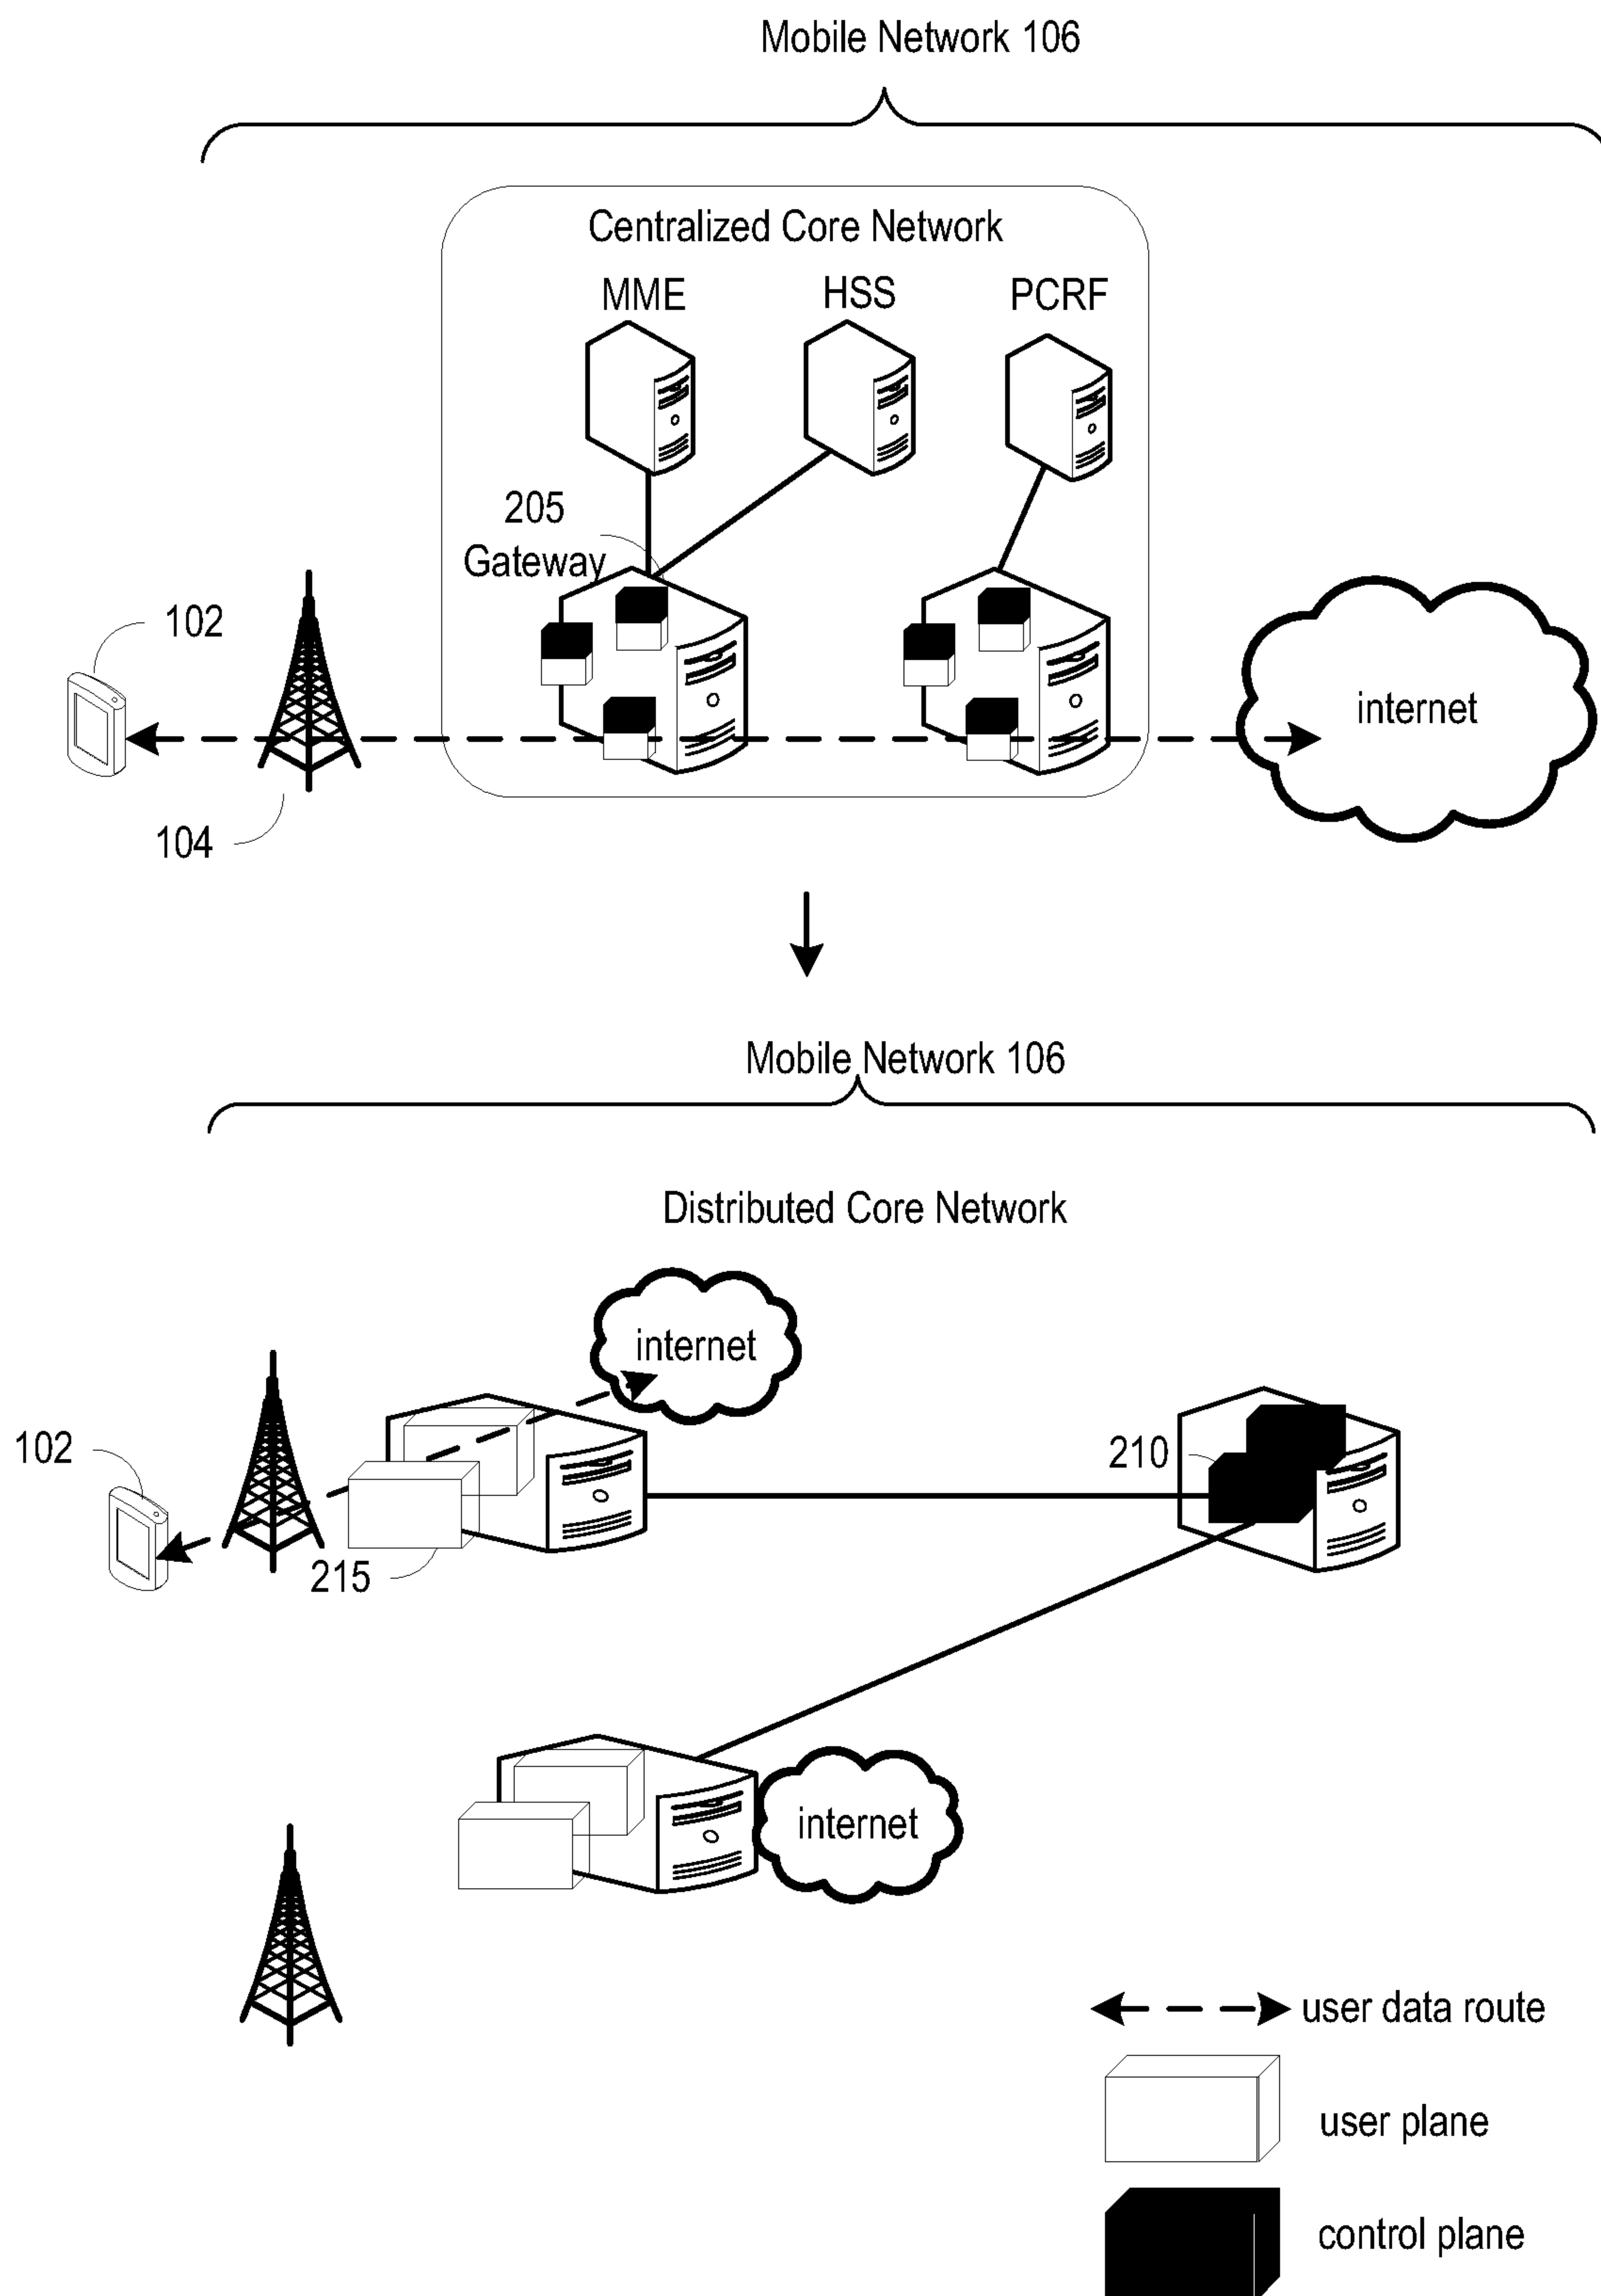 Mobile Network 106
Centralized Core Network
MME HSS PCRF
205
Gateway
102
internet
104
Mobile Network 106
Distributed Core Network
internet
102
210
215
internet
user data route
user plane
control plane